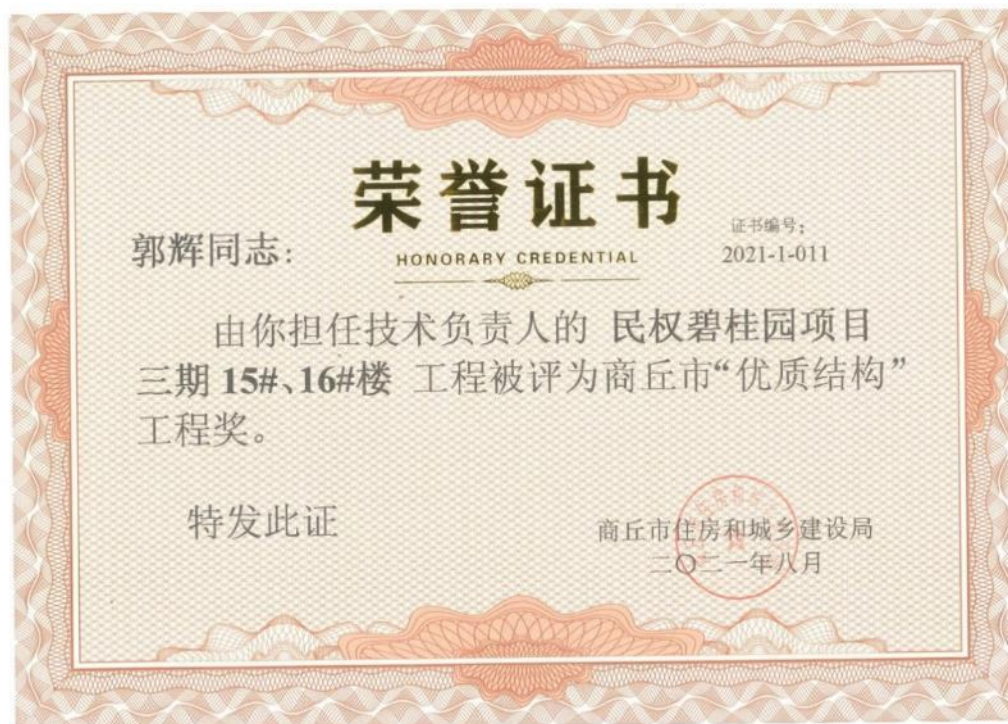 荣誉证书
HONORARY CREDENTIAL
证书编号:
2021-1-011
郭辉同志:
由你担任技术负责人的 民权碧桂园项目
三期 15#、16#楼 工程被评为商丘市“优质结构”
工程奖。
特发此证
商丘市住房和城乡建设局
二〇二一年八月